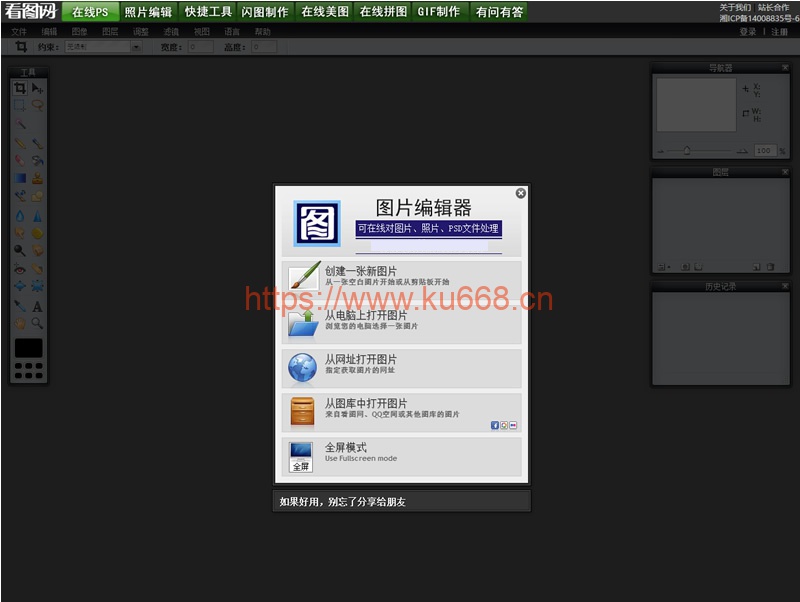 看图网 在线PS 照片编辑 快捷工具 闪图制作 在线美图 在线拼图 GIF制作 有问有答
关于我们 站长合作
湘ICP备14008835号-6
登录 | 注册
文件 编辑 图像 图层 调整 滤镜 视图 语言 帮助
约束: 无限制 宽度: 0 高度: 0
工具
导航器
X:
Y:
W:
H:
100 %
图层
历史记录
图
图片编辑器
可在线对图片、照片、PSD文件处理
创建一张新图片
从一张空白图片开始或从剪贴板开始
https://www.ku668.cn
从电脑上打开图片
浏览您的电脑选择一张图片
从网址打开图片
指定获取图片的网址
从图库中打开图片
来自看图网、QQ空间或其他图库的图片
全屏模式
Use Fullscreen mode
全屏
如果好用，别忘了分享给朋友